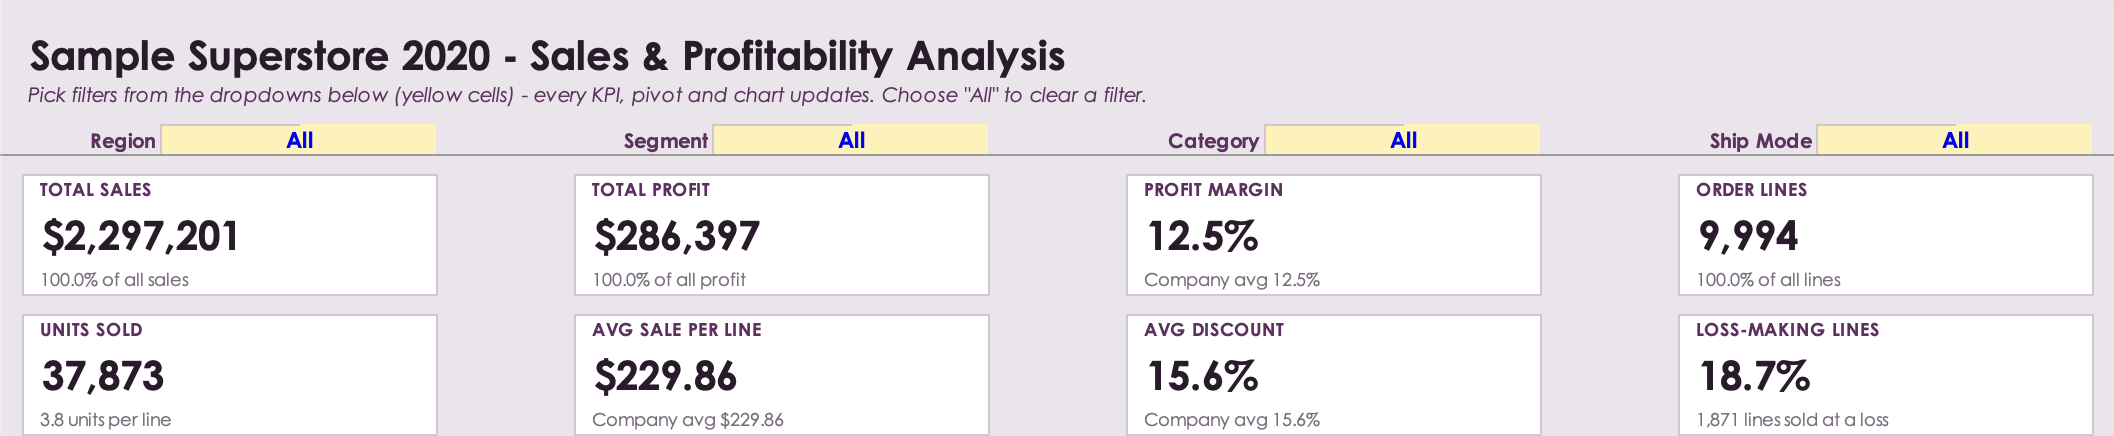 Sample Superstore 2020 - Sales & Profitability Analysis
Pick filters from the dropdowns below (yellow cells) - every KPI, pivot and chart updates. Choose "All" to clear a filter.
Region All Segment All Category All Ship Mode All
TOTAL SALES
$2,297,201
100.0% of all sales
TOTAL PROFIT
$286,397
100.0% of all profit
PROFIT MARGIN
12.5%
Company avg 12.5%
ORDER LINES
9,994
100.0% of all lines
UNITS SOLD
37,873
3.8 units per line
AVG SALE PER LINE
$229.86
Company avg $229.86
AVG DISCOUNT
15.6%
Company avg 15.6%
LOSS-MAKING LINES
18.7%
1,871 lines sold at a loss